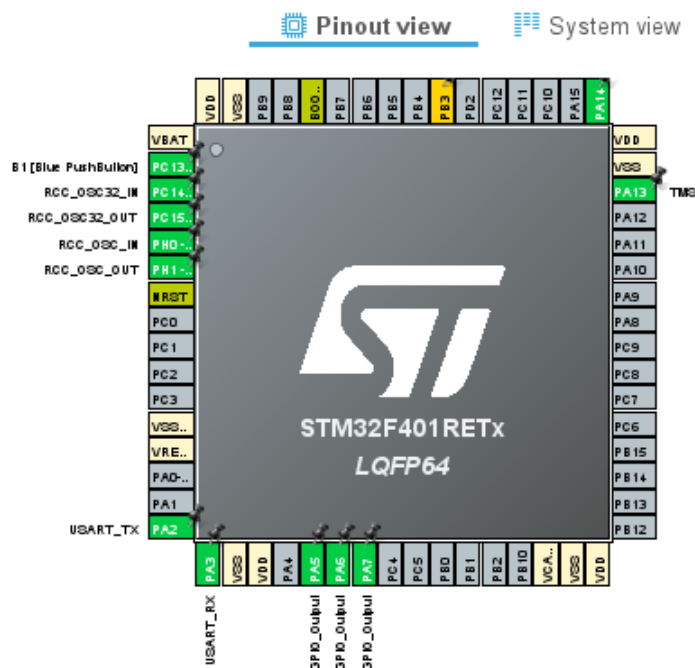 Pinout view
System view
VDD
VSS
PB9
PB8
BOO..
PB7
PB6
PB5
PB4
PB3
PD2
PC12
PC11
PC10
PA15
PA14
VBAT
B1 [Blue PushButton] PC13..
RCC_OSC32_IN PC14..
RCC_OSC32_OUT PC15..
RCC_OSC_IN PH0-..
RCC_OSC_OUT PH1-..
NRST
PC0
PC1
PC2
PC3
VSS..
VRE..
PA0-..
PA1
USART_TX PA2
VDD
VSS
PA13 TMS
PA12
PA11
PA10
PA9
PA8
PC9
PC8
PC7
PC6
PB15
PB14
PB13
PB12
ST
STM32F401RETx
LQFP64
PA3
VSS
VDD
PA4
PA5
PA6
PA7
PC4
PC5
PB0
PB1
PB2
PB10
VCA..
VSS
VDD
USART_RX
GPIO_Output
GPIO_Output
GPIO_Output